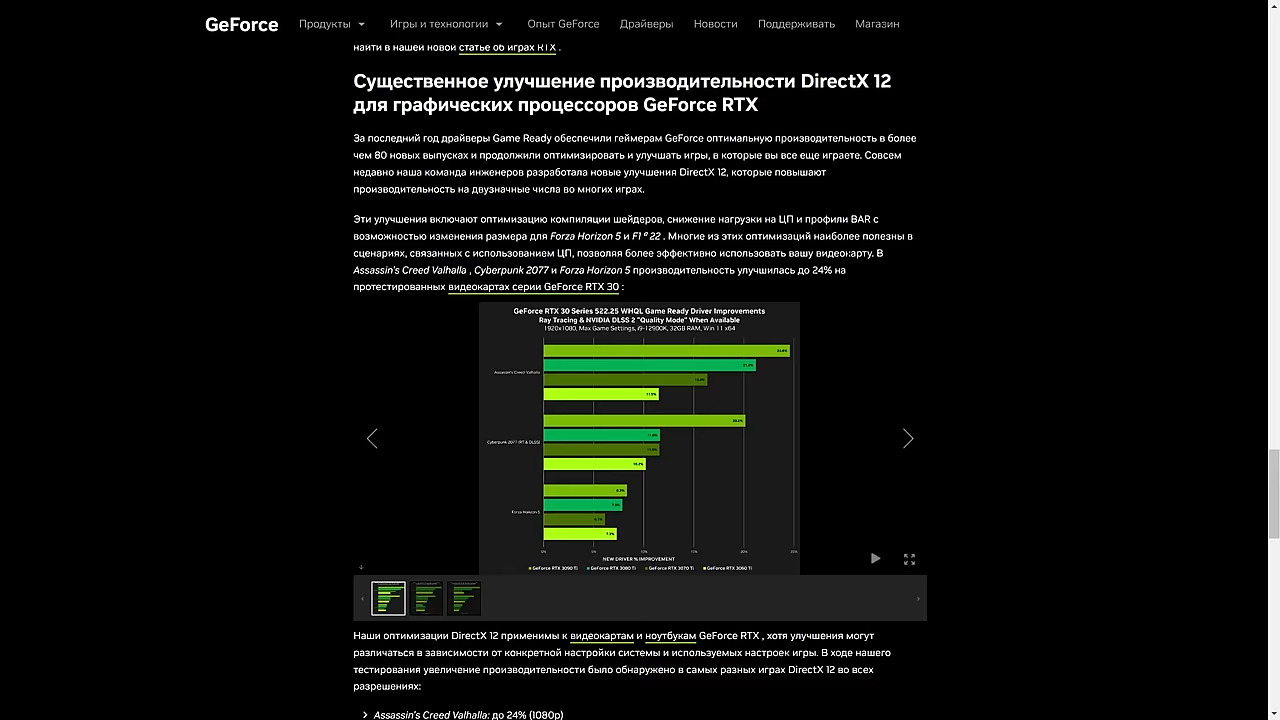 GeForce Продукты Игры и технологии Опыт GeForce Драйверы Новости Поддерживать Магазин
найти в нашей новой статье об играх RTX .
Существенное улучшение производительности DirectX 12
для графических процессоров GeForce RTX
За последний год драйверы Game Ready обеспечили геймерам GeForce оптимальную производительность в более
чем 80 новых выпусках и продолжили оптимизировать и улучшать игры, в которые вы все еще играете. Совсем
недавно наша команда инженеров разработала новые улучшения DirectX 12, которые повышают
производительность на двузначные числа во многих играх.
Эти улучшения включают оптимизацию компиляции шейдеров, снижение нагрузки на ЦП и профили BAR с
возможностью изменения размера для Forza Horizon 5 и F1 ® 22 . Многие из этих оптимизаций наиболее полезны в
сценариях, связанных с использованием ЦП, позволяя более эффективно использовать вашу видеокарту. В
Assassin's Creed Valhalla , Cyberpunk 2077 и Forza Horizon 5 производительность улучшилась до 24% на
протестированных видеокартах серии GeForce RTX 30 :
GeForce RTX 30 Series 522.25 WHQL Game Ready Driver Improvements
Ray Tracing & NVIDIA DLSS 2 "Quality Mode" When Available
1920x1080, Max Game Settings, i9-12900K, 32GB RAM, Win 11 x64
Assassin's Creed Valhalla
11.5%
Cyberpunk 2077 (RT & DLSS)
10.2%
Forza Horizon 5
7.3%
0% 5% 10% 15% 20% 25%
NEW DRIVER % IMPROVEMENT
GeForce RTX 3090 Ti GeForce RTX 3080 Ti GeForce RTX 3070 Ti GeForce RTX 3060 Ti
Наши оптимизации DirectX 12 применимы к видеокартам и ноутбукам GeForce RTX , хотя улучшения могут
различаться в зависимости от конкретной настройки системы и используемых настроек игры. В ходе нашего
тестирования увеличение производительности было обнаружено в самых разных играх DirectX 12 во всех
разрешениях:
Assassin's Creed Valhalla: до 24% (1080p)